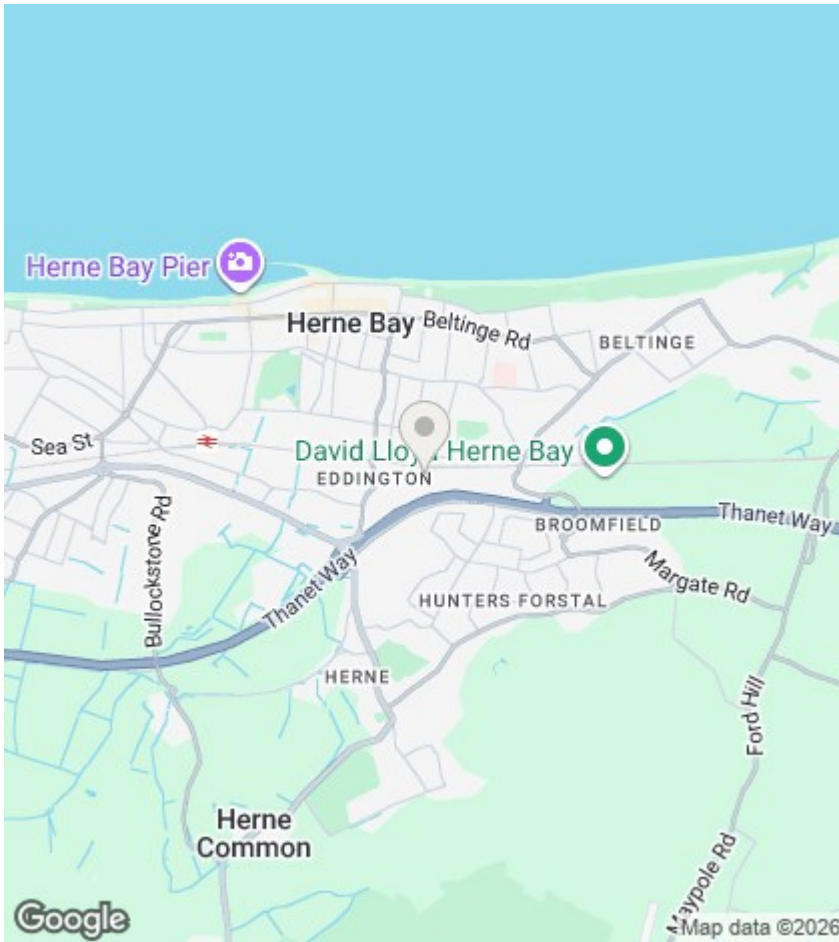 Herne Bay Pier
Herne Bay
Beltinge Rd
BELTINGE
Sea St
David Lloyd Herne Bay
EDDINGTON
Thanet Way
BROOMFIELD
Bullockstone Rd
Thanet Way
Margate Rd
HUNTERS FORSTAL
HERNE
Ford Hill
Herne
Common
Maypole Rd
Google
Map data ©2026